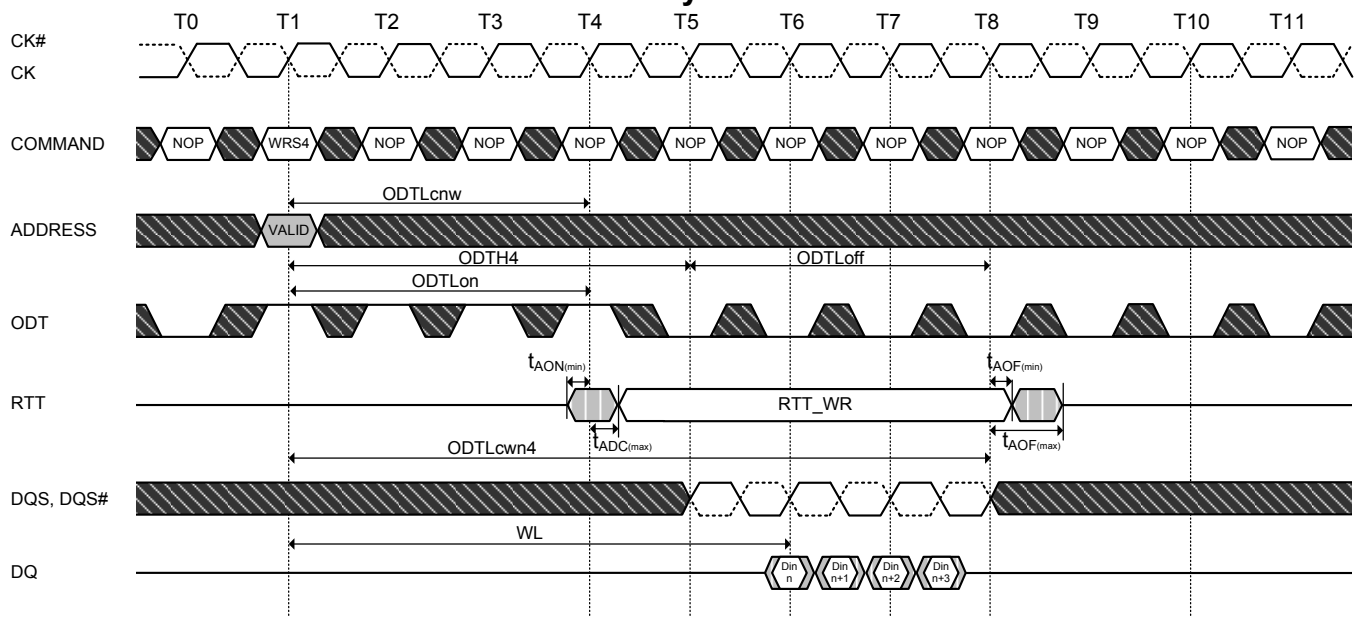 T0 T1 T2 T3 T4 T5 T6 T7 T8 T9 T10 T11
CK#
CK
COMMAND NOP WRS4 NOP NOP NOP NOP NOP NOP NOP NOP NOP NOP
ODTLcnw
ADDRESS VALID
ODTH4 ODTLoff
ODTLon
ODT
tAON(min) tAOF(min)
RTT RTT_WR
tADC(max) tAOF(max)
ODTLcwn4
DQS, DQS#
WL
DQ Din n Din n+1 Din n+2 Din n+3